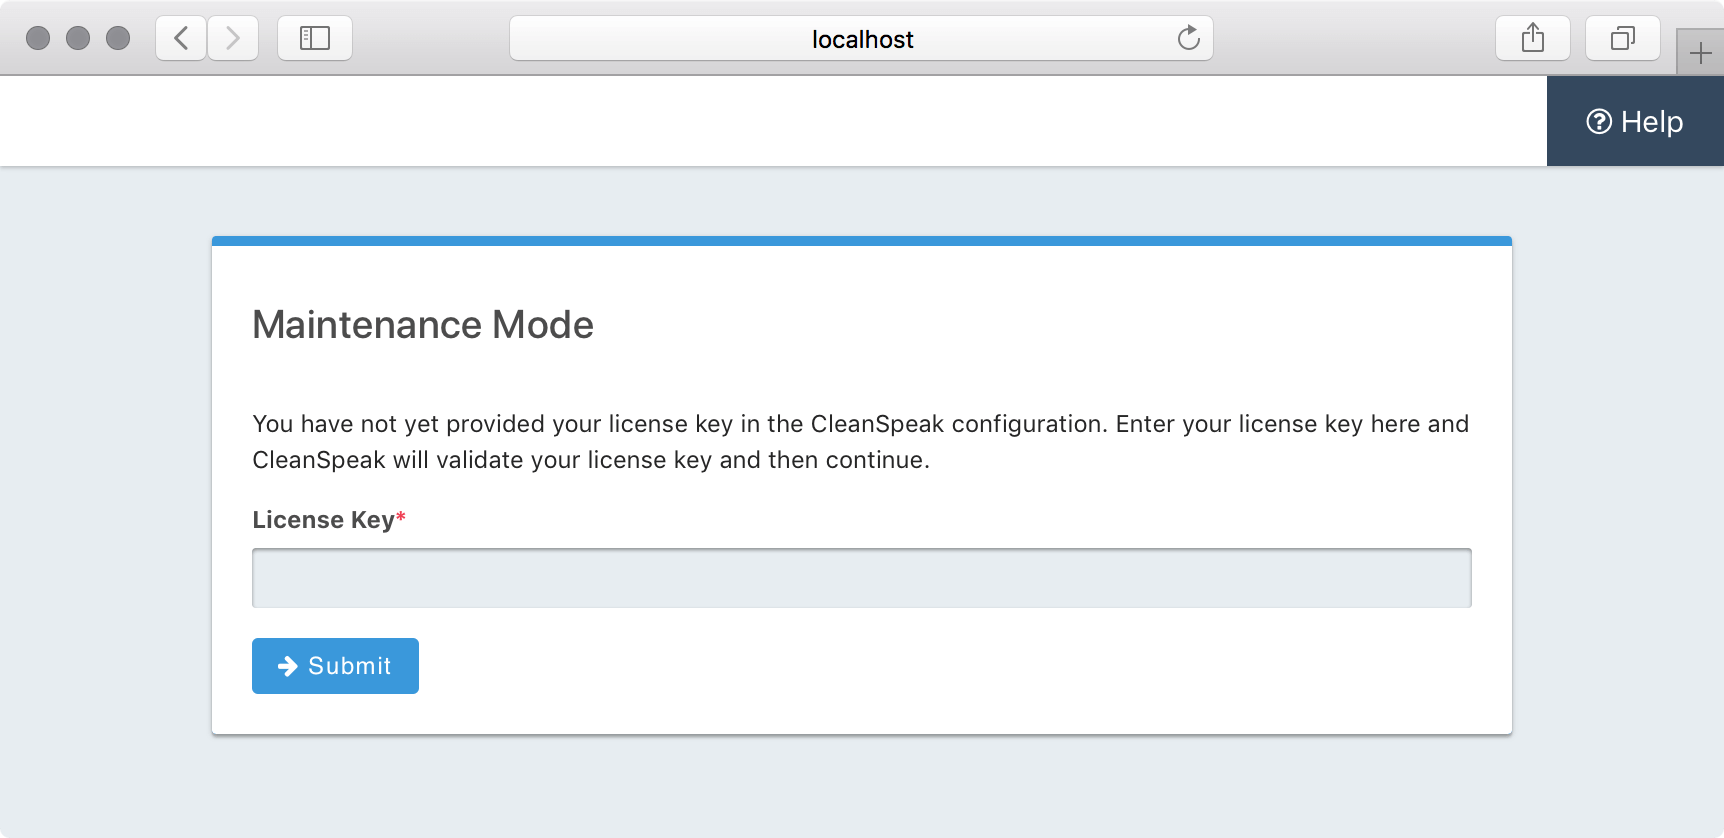 localhost
Help
Maintenance Mode
You have not yet provided your license key in the CleanSpeak configuration. Enter your license key here and
CleanSpeak will validate your license key and then continue.
License Key*
Submit